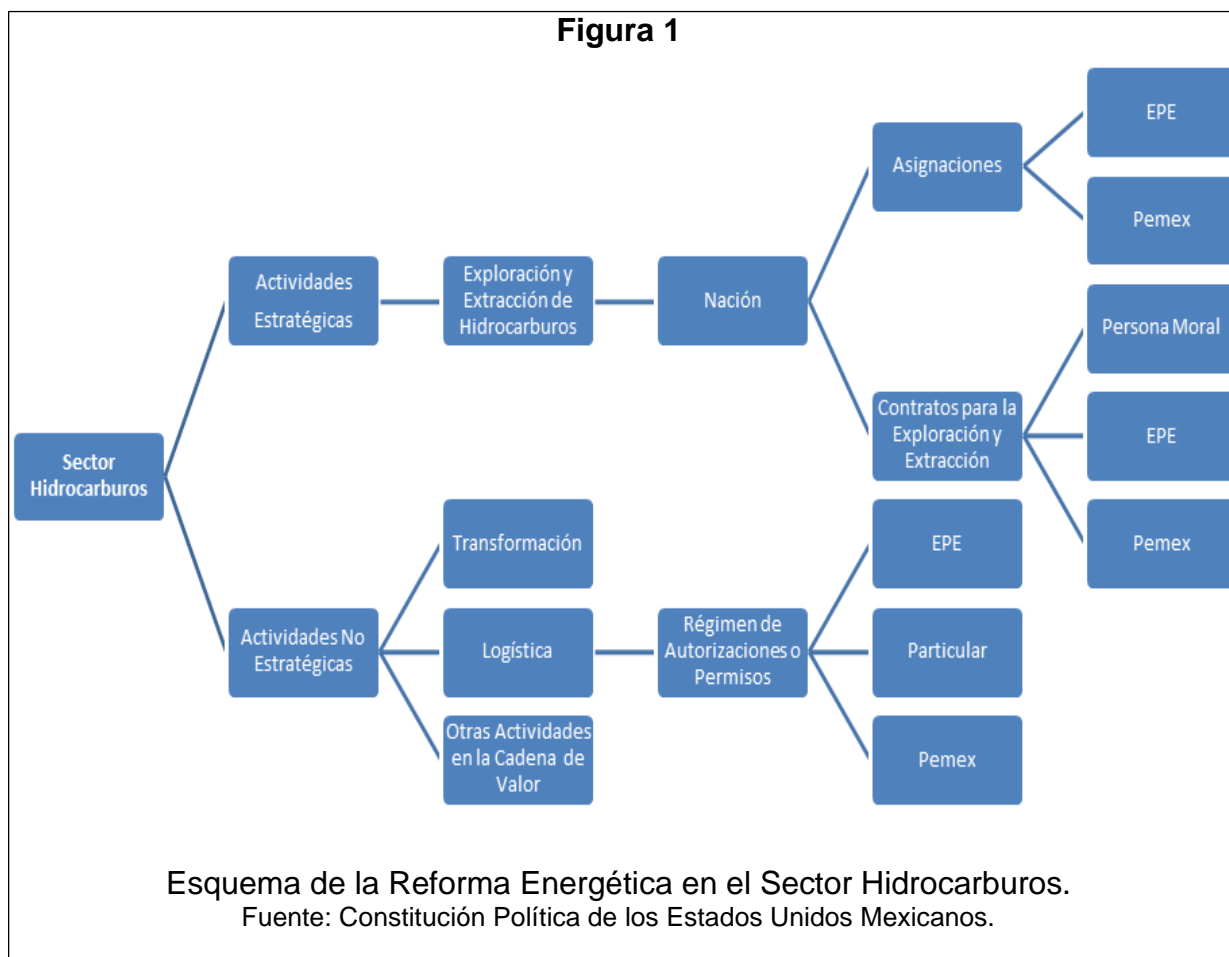 Figura 1
Sector
Hidrocarburos
Actividades
Estratégicas
Exploración y
Extracción de
Hidrocarburos
Nación
Asignaciones
EPE
Pemex
Contratos para la
Exploración y
Extracción
Persona Moral
EPE
Pemex
Actividades No
Estratégicas
Transformación
Logística
Otras Actividades
en la Cadena de
Valor
Régimen de
Autorizaciones o
Permisos
EPE
Particular
Pemex
Esquema de la Reforma Energética en el Sector Hidrocarburos.
Fuente: Constitución Política de los Estados Unidos Mexicanos.